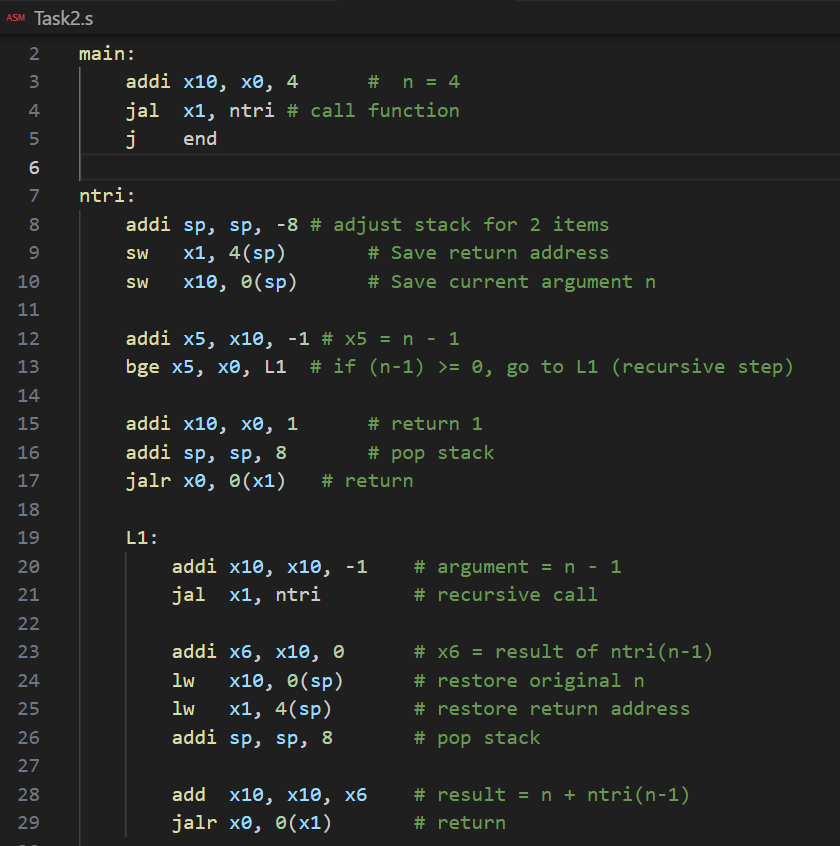 ASM Task2.s
2 main:
3 addi x10, x0, 4 # n = 4
4 jal x1, ntri # call function
5 j end
6
7 ntri:
8 addi sp, sp, -8 # adjust stack for 2 items
9 sw x1, 4(sp) # Save return address
10 sw x10, 0(sp) # Save current argument n
11
12 addi x5, x10, -1 # x5 = n - 1
13 bge x5, x0, L1 # if (n-1) >= 0, go to L1 (recursive step)
14
15 addi x10, x0, 1 # return 1
16 addi sp, sp, 8 # pop stack
17 jalr x0, 0(x1) # return
18
19 L1:
20 addi x10, x10, -1 # argument = n - 1
21 jal x1, ntri # recursive call
22
23 addi x6, x10, 0 # x6 = result of ntri(n-1)
24 lw x10, 0(sp) # restore original n
25 lw x1, 4(sp) # restore return address
26 addi sp, sp, 8 # pop stack
27
28 add x10, x10, x6 # result = n + ntri(n-1)
29 jalr x0, 0(x1) # return